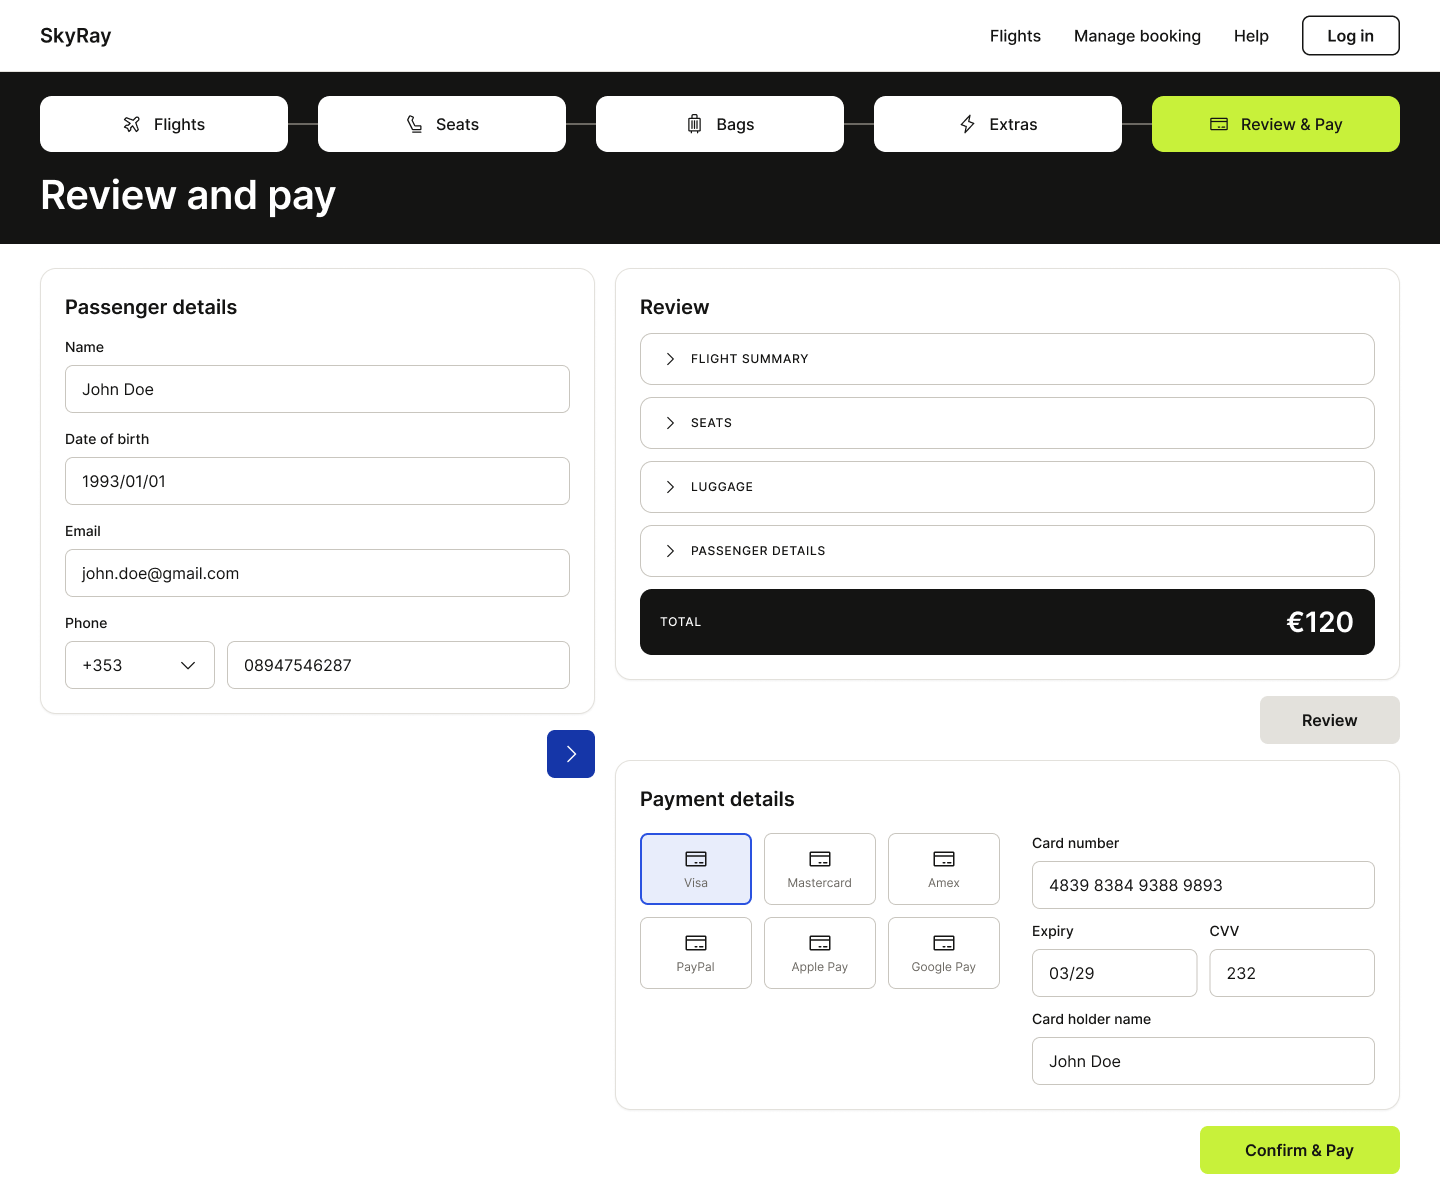 SkyRay
Flights
Manage booking
Help
Log in
Flights
Seats
Bags
Extras
Review & Pay
Review and pay
Passenger details
Name
John Doe
Date of birth
1993/01/01
Email
john.doe@gmail.com
Phone
+353
08947546287
Review
FLIGHT SUMMARY
SEATS
LUGGAGE
PASSENGER DETAILS
TOTAL
€120
Review
Payment details
Visa
Mastercard
Amex
PayPal
Apple Pay
Google Pay
Card number
4839 8384 9388 9893
Expiry
CVV
03/29
232
Card holder name
John Doe
Confirm & Pay